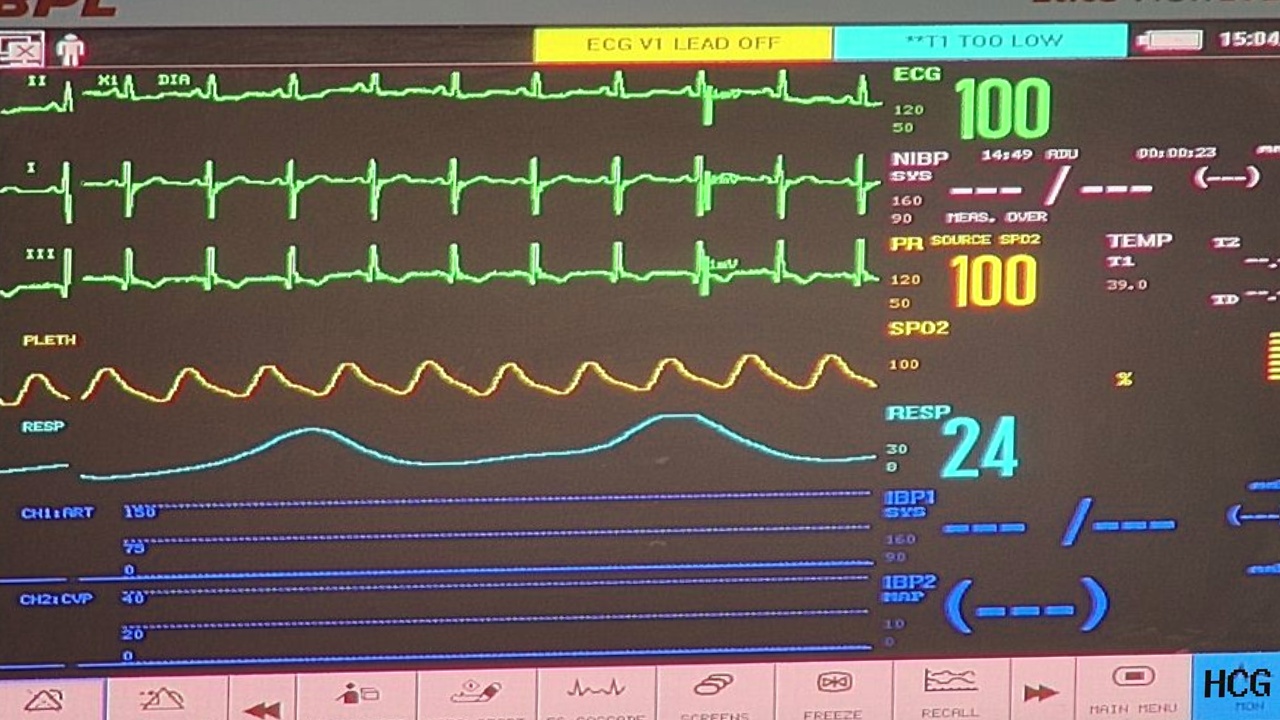 BPL
ECG V1 LEAD OFF
**T1 TOO LOW
15:04
II X1 DIA
ECG
100
120
50
I
NIBP 14:49 ADU 00:00:23
SYS
--- / --- (---)
160
90 MEAS. OVER
III
1mV
PR SOURCE SPO2
100
120
50
TEMP T2
T1
39.0
TD
PLETH
SPO2
100
%
RESP
RESP
24
30
8
CH1:ART 150
75
0
IBP1
SYS
--- / ---
160
90
CH2:CVP 40
20
0
IBP2
MAP
(---)
10
0
SCREENS
FREEZE
RECALL
MAIN MENU
HCG